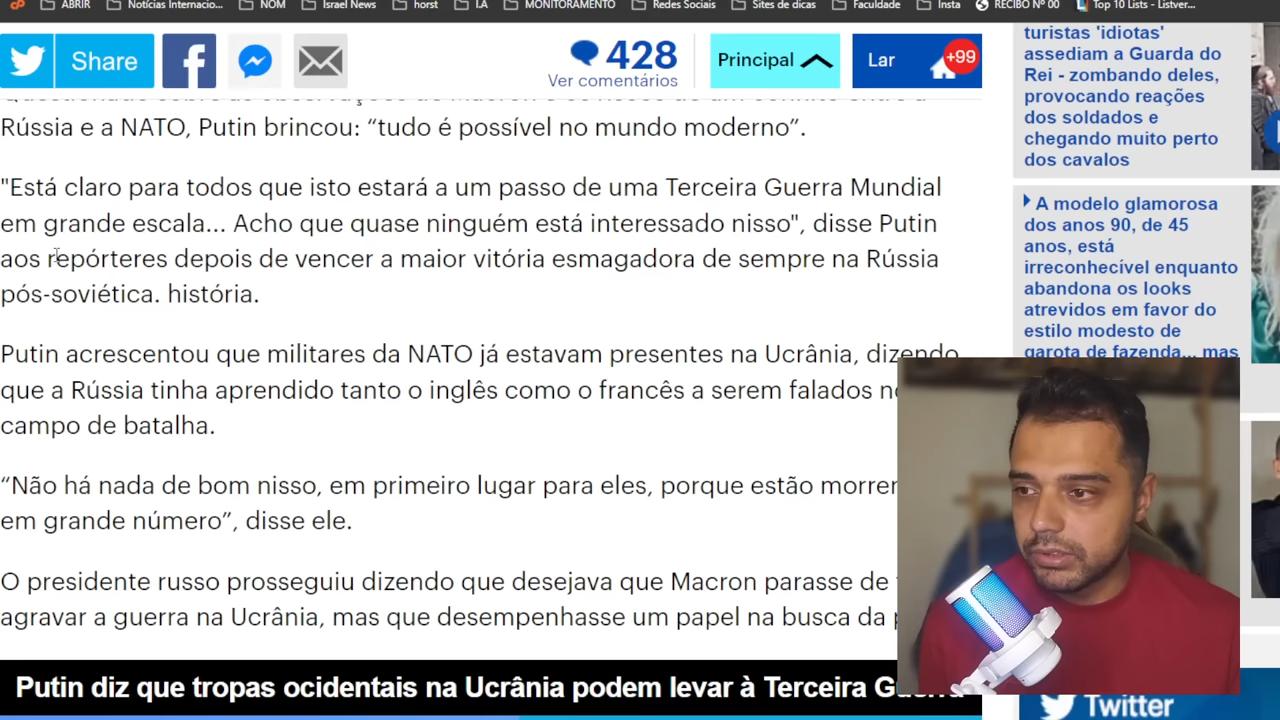 ABRIR
Notícias Internacio...
NOM
Israel News
horst
I.A
MONITORAMENTO
Redes Sociais
Sites de dicas
Faculdade
Insta
RECIBO Nº 00
Top 10 Lists - Listver...
Share
428
Ver comentários
Principal
Lar
+99
Rússia e a NATO, Putin brincou: “tudo é possível no mundo moderno”.
"Está claro para todos que isto estará a um passo de uma Terceira Guerra Mundial
em grande escala... Acho que quase ninguém está interessado nisso", disse Putin
aos repórteres depois de vencer a maior vitória esmagadora de sempre na Rússia
pós-soviética. história.
Putin acrescentou que militares da NATO já estavam presentes na Ucrânia, dizendo
que a Rússia tinha aprendido tanto o inglês como o francês a serem falados
campo de batalha.
“Não há nada de bom nisso, em primeiro lugar para eles, porque estão
em grande número”, disse ele.
O presidente russo prosseguiu dizendo que desejava que Macron parasse de
agravar a guerra na Ucrânia, mas que desempenhasse um papel na busca da
turistas 'idiotas'
assediam a Guarda do
Rei - zombando deles,
provocando reações
dos soldados e
chegando muito perto
dos cavalos
A modelo glamorosa
dos anos 90, de 45
anos, está
irreconhecível enquanto
abandona os looks
atrevidos em favor do
estilo modesto de
garota de fazenda... mas
Putin diz que tropas ocidentais na Ucrânia podem levar à Terceira
Twitter